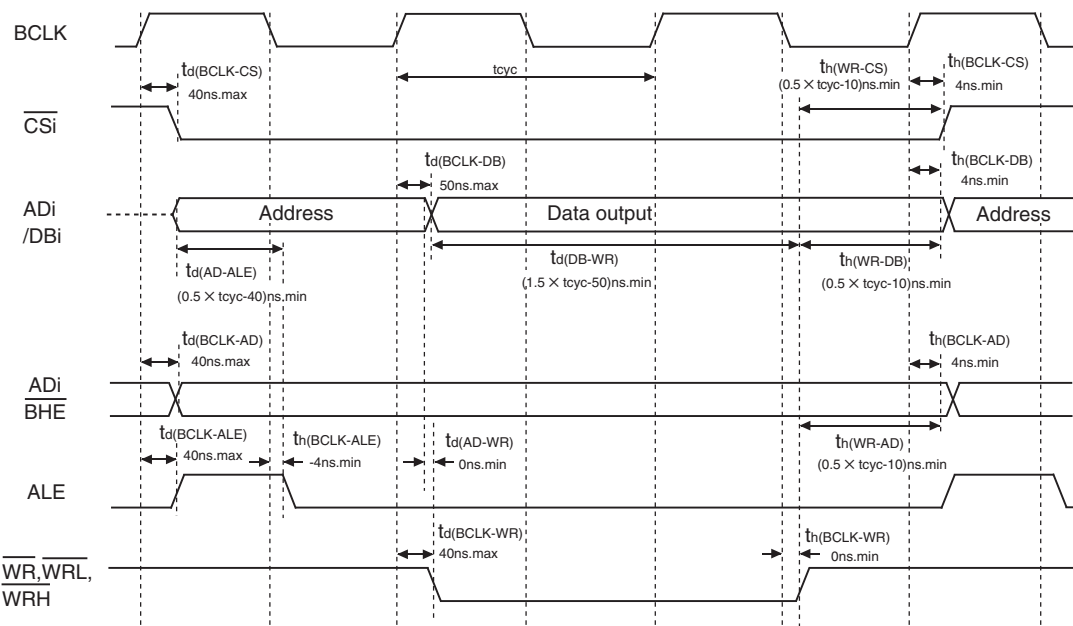 BCLK
td(BCLK-CS)
40ns.max
tcyc
th(WR-CS)
(0.5 × tcyc-10)ns.min
th(BCLK-CS)
4ns.min
CSi
td(BCLK-DB)
50ns.max
th(BCLK-DB)
4ns.min
ADi
/DBi
Address
Data output
Address
td(AD-ALE)
(0.5 × tcyc-40)ns.min
td(DB-WR)
(1.5 × tcyc-50)ns.min
th(WR-DB)
(0.5 × tcyc-10)ns.min
td(BCLK-AD)
40ns.max
th(BCLK-AD)
4ns.min
ADi
BHE
td(BCLK-ALE)
40ns.max
th(BCLK-ALE)
-4ns.min
td(AD-WR)
0ns.min
th(WR-AD)
(0.5 × tcyc-10)ns.min
ALE
td(BCLK-WR)
40ns.max
th(BCLK-WR)
0ns.min
WR,WRL,
WRH